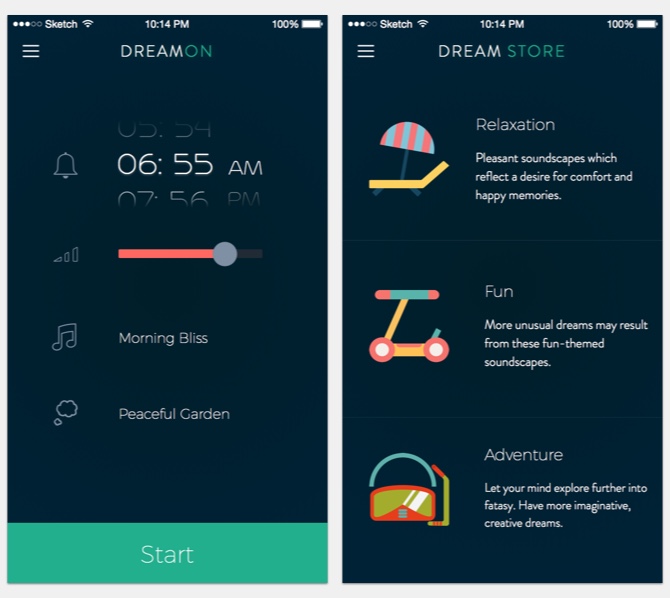 ●●●○○ Sketch 10:14 PM 100%
DREAMON
05: 54
06: 55 AM
07: 56 PM
Morning Bliss
Peaceful Garden
Start
●●●○○ Sketch 10:14 PM 100%
DREAM STORE
Relaxation
Pleasant soundscapes which
reflect a desire for comfort and
happy memories.
Fun
More unusual dreams may result
from these fun-themed
soundscapes.
Adventure
Let your mind explore further into
fatasy. Have more imaginative,
creative dreams.